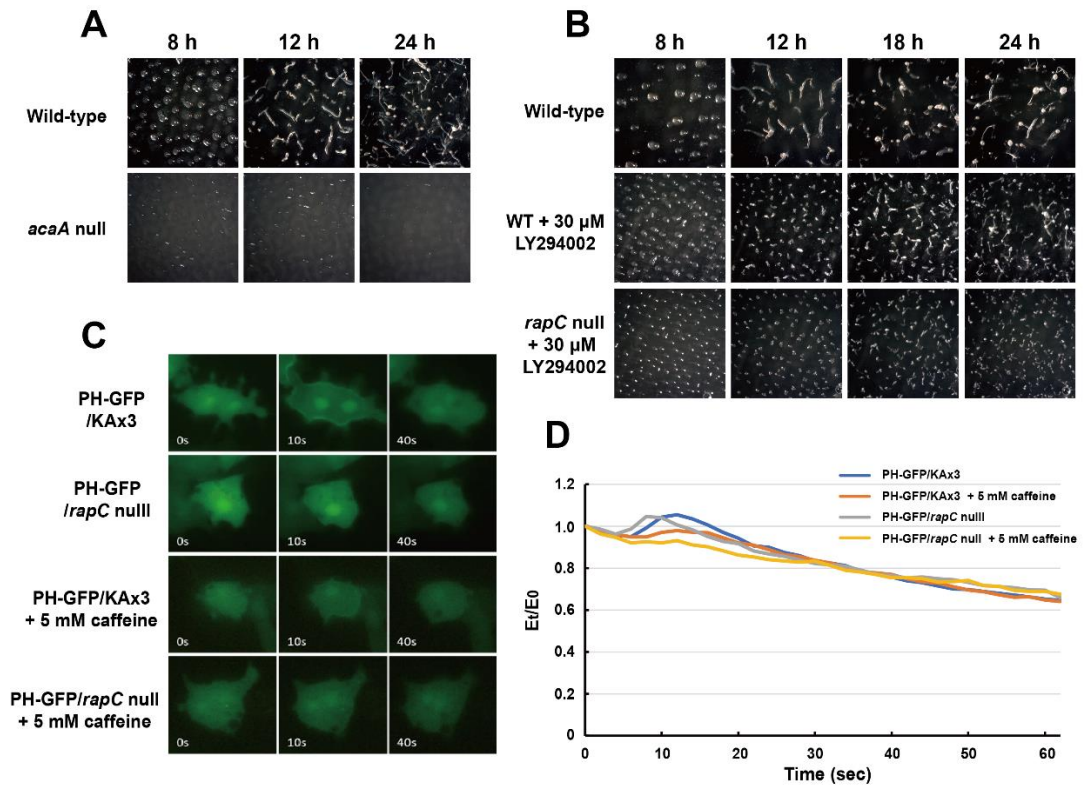 A
8 h 12 h 24 h
Wild-type
acaA null
B
8 h 12 h 18 h 24 h
Wild-type
WT + 30 µM
LY294002
rapC null
+ 30 µM
LY294002
C
PH-GFP
/KAx3
0s 10s 40s
PH-GFP
/rapC nulll
0s 10s 40s
PH-GFP/KAx3
+ 5 mM caffeine
0s 10s 40s
PH-GFP/rapC null
+ 5 mM caffeine
0s 10s 40s
D
PH-GFP/KAx3
PH-GFP/KAx3 + 5 mM caffeine
PH-GFP/rapC nulll
PH-GFP/rapC null + 5 mM caffeine
1.2
1.0
0.8
0.6
0.4
0.2
0
Et/E0
0 10 20 30 40 50 60
Time (sec)